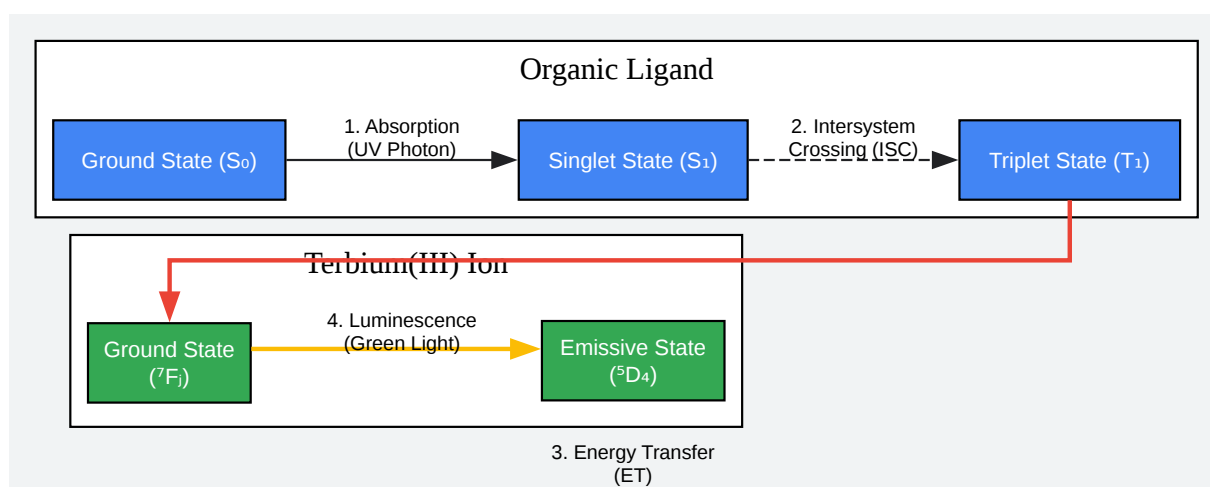 Organic Ligand
Ground State (S₀)
1. Absorption
(UV Photon)
Singlet State (S₁)
2. Intersystem
Crossing (ISC)
Triplet State (T₁)
Terbium(III) Ion
Ground State
(⁷Fⱼ)
4. Luminescence
(Green Light)
Emissive State
(⁵D₄)
3. Energy Transfer
(ET)